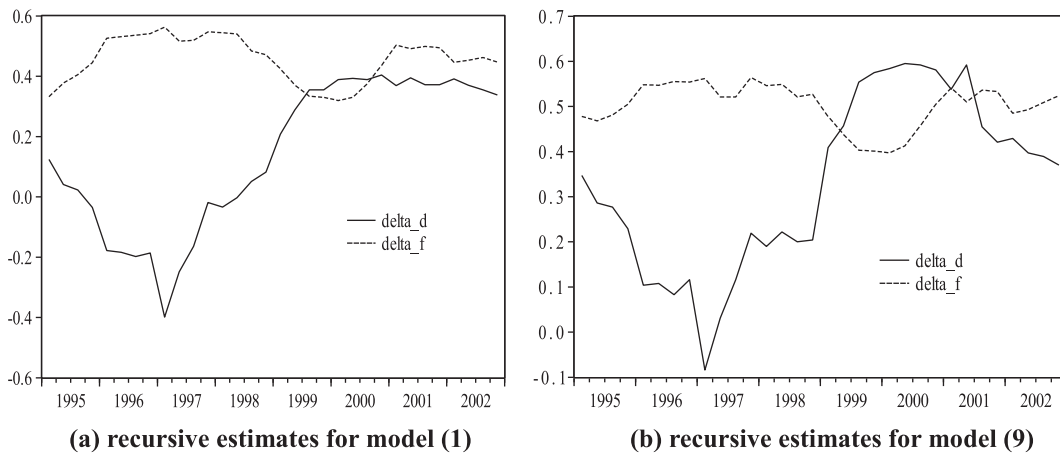 0.6
0.4
0.2
0.0
-0.2
-0.4
-0.6
delta_d
delta_f
1995 1996 1997 1998 1999 2000 2001 2002
(a) recursive estimates for model (1)
0.7
0.6
0.5
0.4
0.3
0.2
0.1
0.0
-0.1
delta_d
delta_f
1995 1996 1997 1998 1999 2000 2001 2002
(b) recursive estimates for model (9)